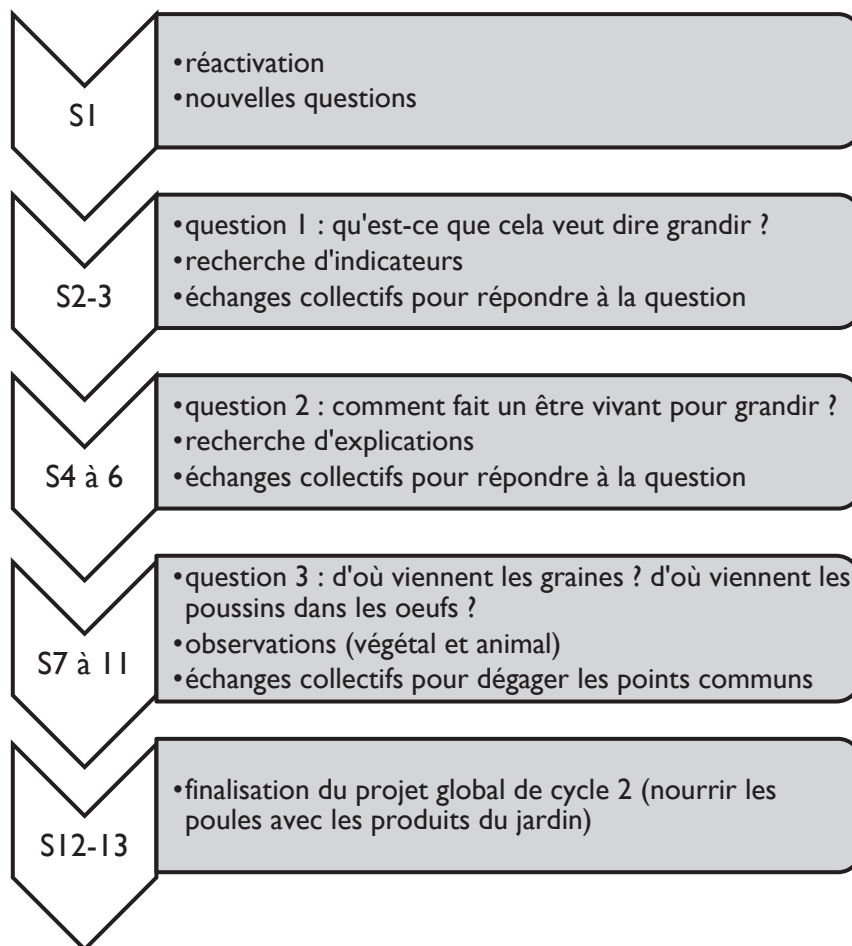 S1
•réactivation
•nouvelles questions
S2-3
•question 1 : qu'est-ce que cela veut dire grandir ?
•recherche d'indicateurs
•échanges collectifs pour répondre à la question
S4 à 6
•question 2 : comment fait un être vivant pour grandir ?
•recherche d'explications
•échanges collectifs pour répondre à la question
S7 à 11
•question 3 : d'où viennent les graines ? d'où viennent les
poussins dans les oeufs ?
•observations (végétal et animal)
•échanges collectifs pour dégager les points communs
S12-13
•finalisation du projet global de cycle 2 (nourrir les
poules avec les produits du jardin)